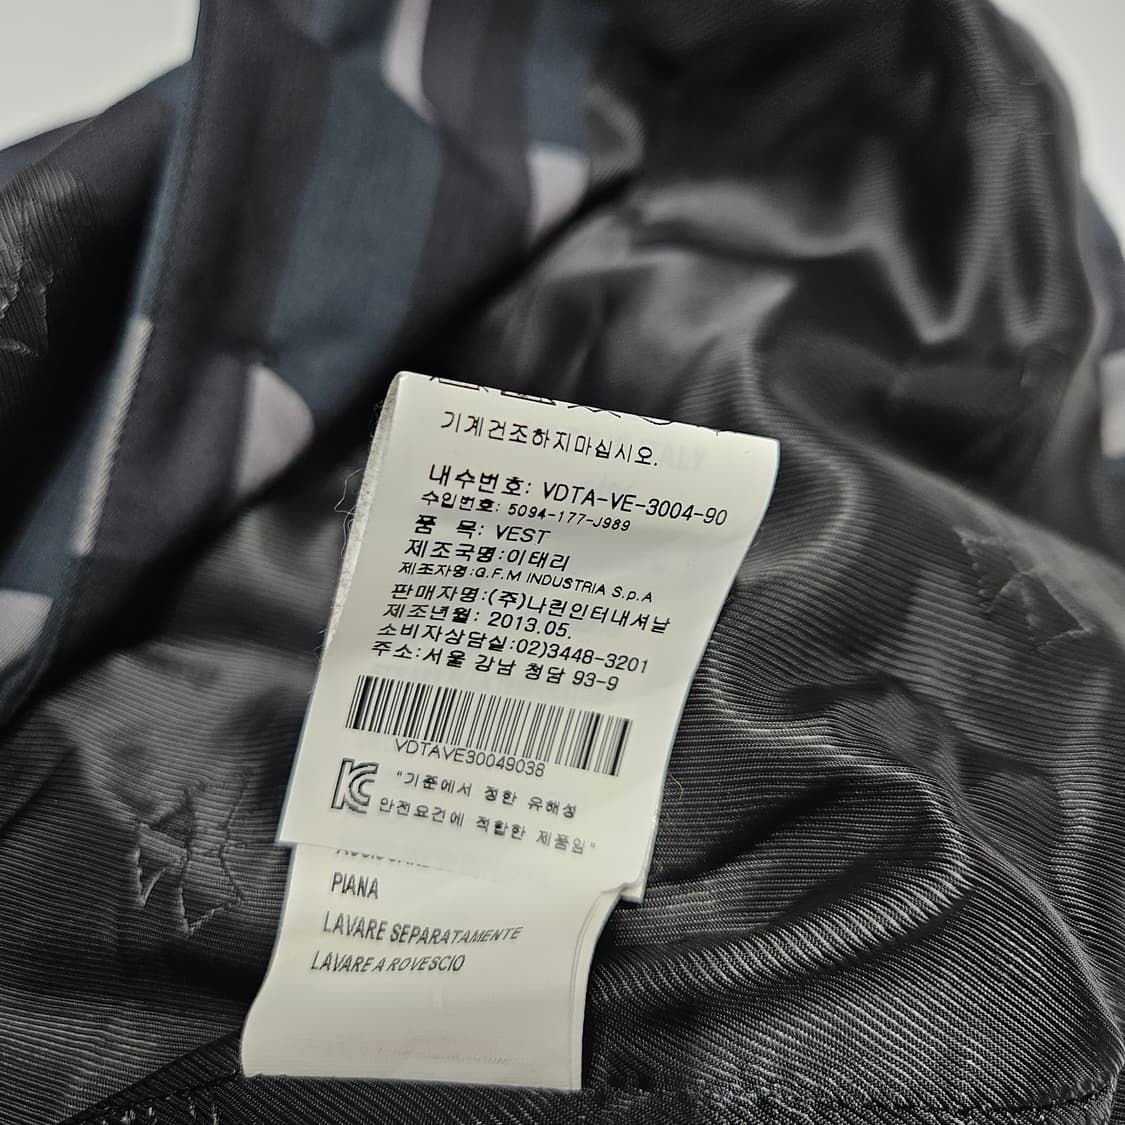 기계건조하지마십시오.
내수번호: VDTA-VE-3004-90
수입번호: 5094-177-J989
품 목: VEST
제조국명:이태리
제조자명:G.F.M INDUSTRIA S.p.A
판매자명:(주)나린인터내셔날
제조년월: 2013.05.
소비자상담실:02)3448-3201
주소:서울 강남 청담 93-9
VDTAVE30049038
"기준에서 정한 유해성
안전요건에 적합한 제품임"
PIANA
LAVARE SEPARATAMENTE
LAVARE A ROVESCIO